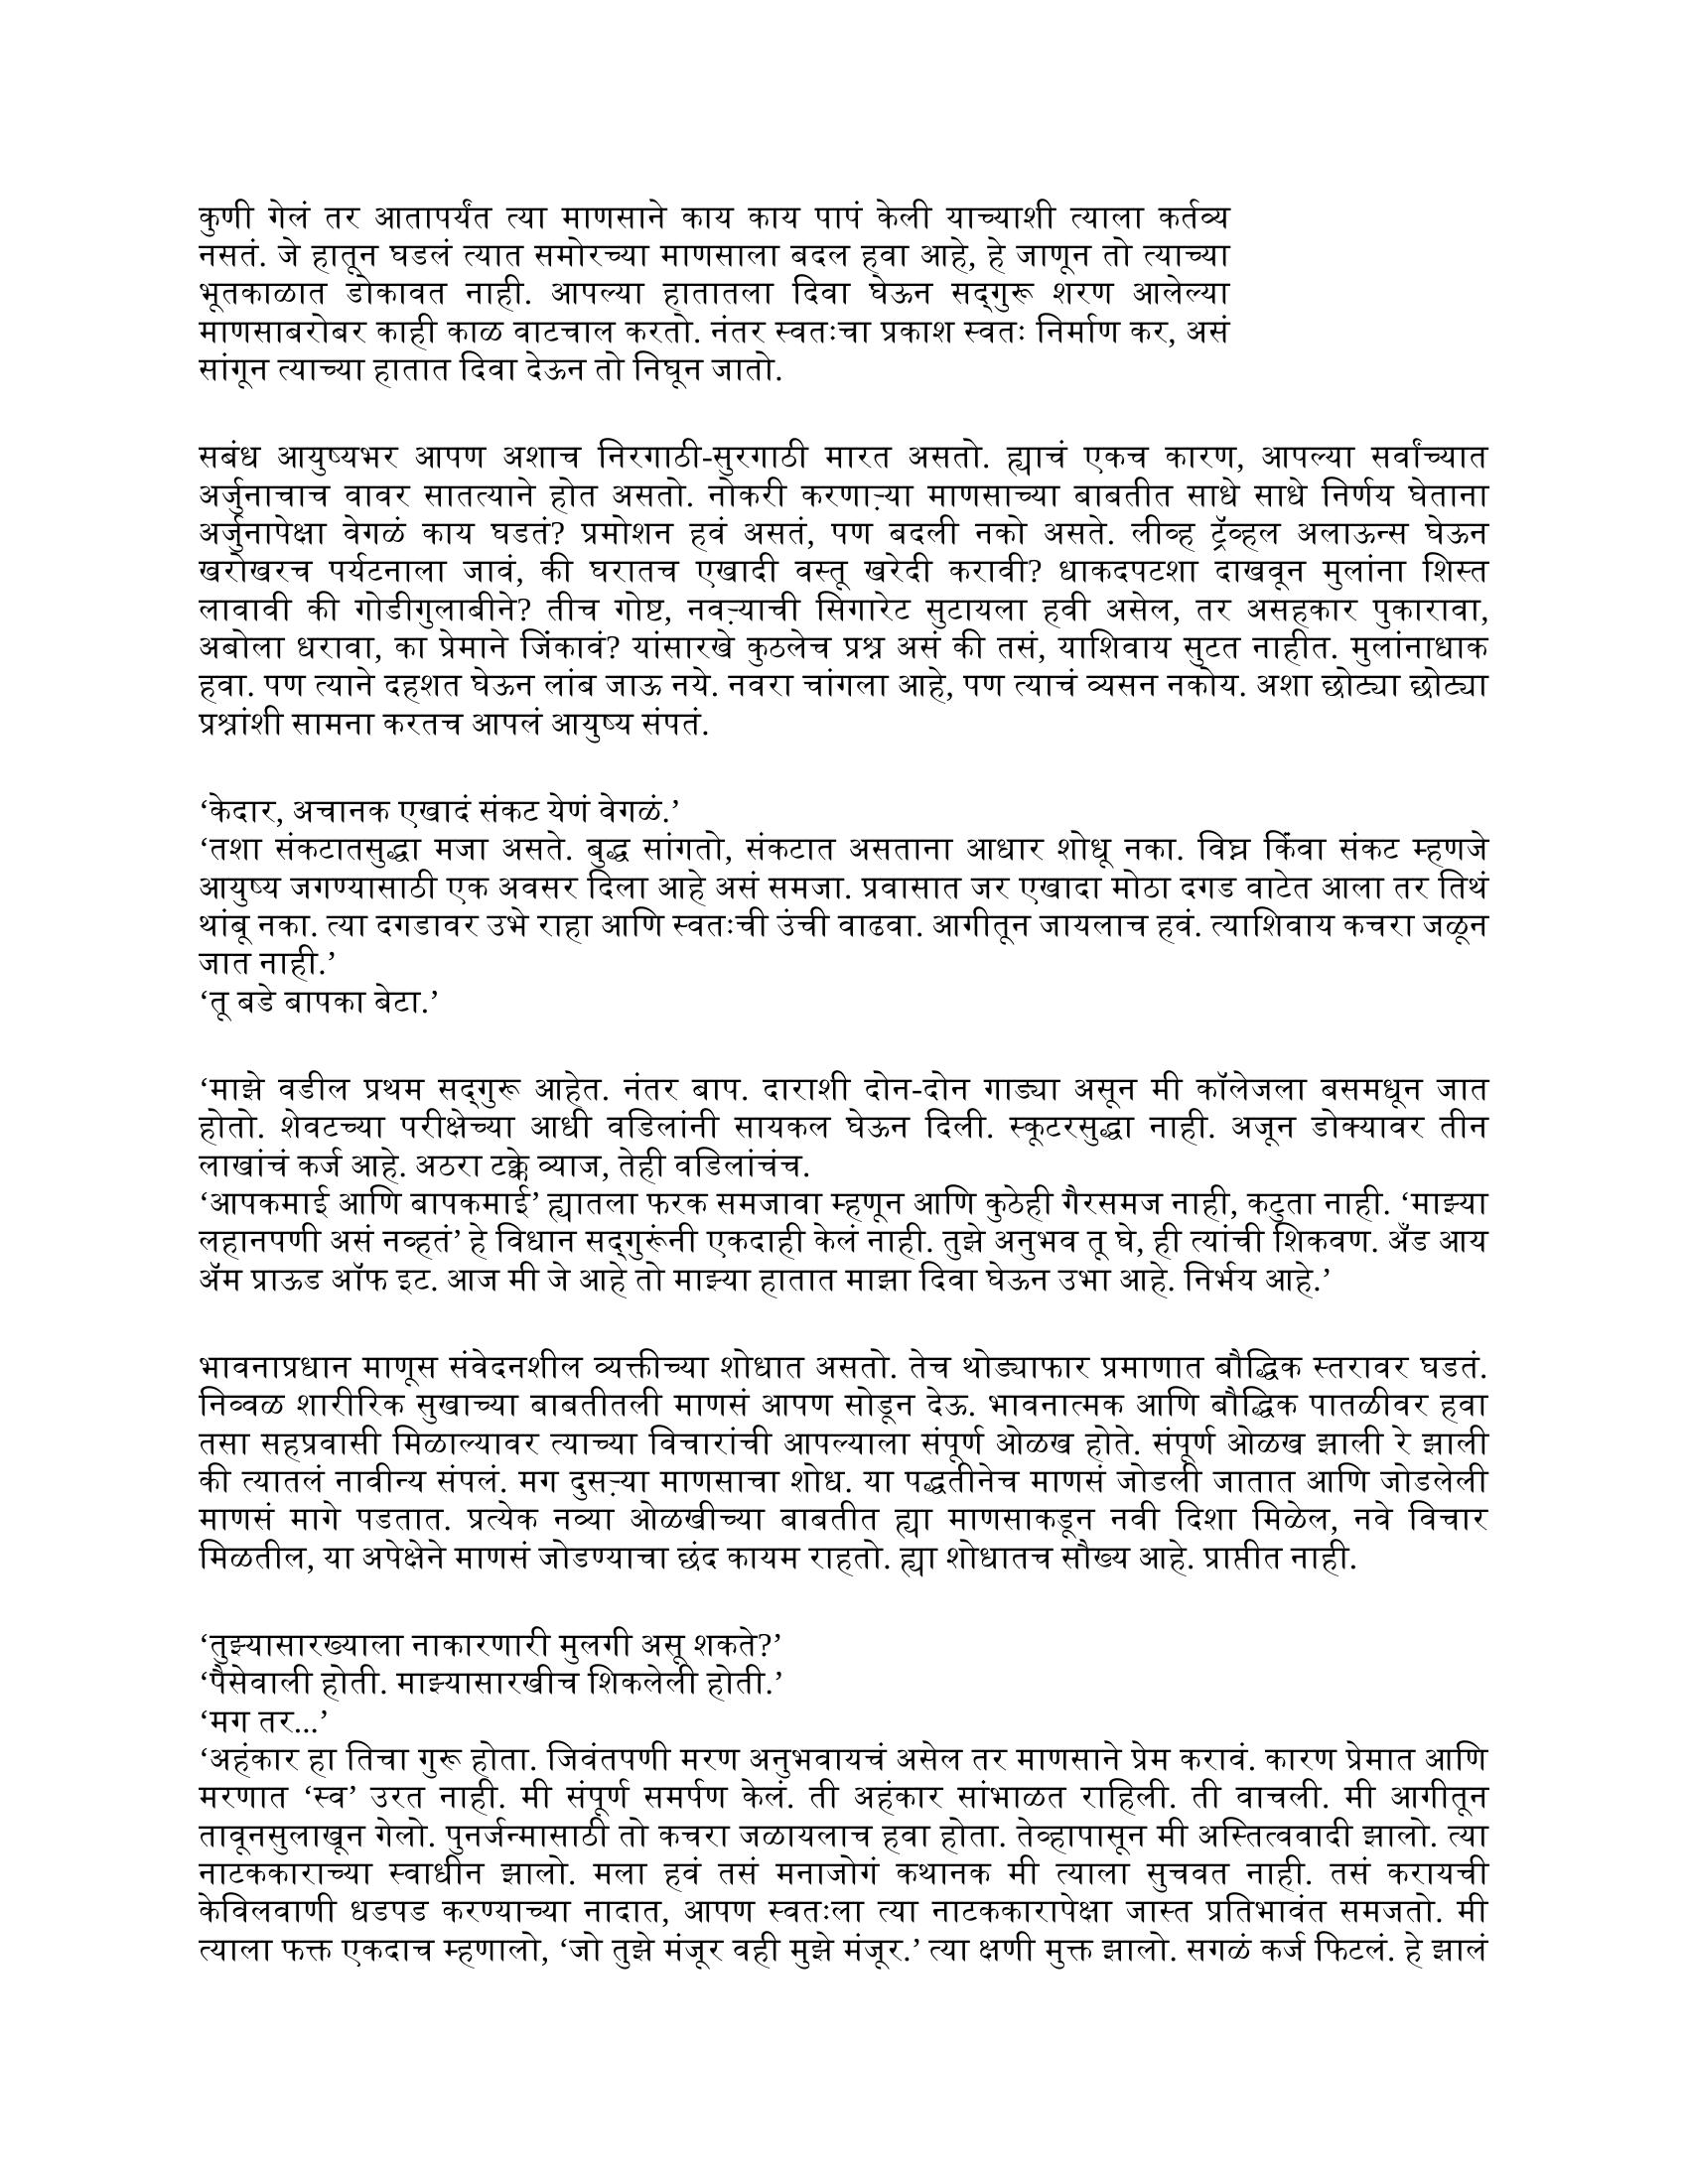 कुणी गेलं तर आतापर्यंत त्या माणसाने काय काय पापं केली याच्याशी त्याला कर्तव्य
नसतं. जे हातून घडलं त्यात समोरच्या माणसाला बदल हवा आहे, हे जाणून तो त्याच्या
भूतकाळात डोकावत नाही. आपल्या हातातला दिवा घेऊन सद्‌गुरू शरण आलेल्या
माणसाबरोबर काही काळ वाटचाल करतो. नंतर स्वतःचा प्रकाश स्वतः निर्माण कर, असं
सांगून त्याच्या हातात दिवा देऊन तो निघून जातो.
सबंध आयुष्यभर आपण अशाच निरगाठी-सुरगाठी मारत असतो. ह्याचं एकच कारण, आपल्या सर्वांच्यात
अर्जुनाचाच वावर सातत्याने होत असतो. नोकरी करणाऱ्या माणसाच्या बाबतीत साधे साधे निर्णय घेताना
अर्जुनापेक्षा वेगळं काय घडतं? प्रमोशन हवं असतं, पण बदली नको असते. लीव्ह ट्रॅव्हल अलाऊन्स घेऊन
खरोखरच पर्यटनाला जावं, की घरातच एखादी वस्तू खरेदी करावी? धाकदपटशा दाखवून मुलांना शिस्त
लावावी की गोडीगुलाबीने? तीच गोष्ट, नवऱ्याची सिगारेट सुटायला हवी असेल, तर असहकार पुकारावा,
अबोला धरावा, का प्रेमाने जिंकावं? यांसारखे कुठलेच प्रश्न असं की तसं, याशिवाय सुटत नाहीत. मुलांनाधाक
हवा. पण त्याने दहशत घेऊन लांब जाऊ नये. नवरा चांगला आहे, पण त्याचं व्यसन नकोय. अशा छोट्या छोट्या
प्रश्नांशी सामना करतच आपलं आयुष्य संपतं.
‘केदार, अचानक एखादं संकट येणं वेगळं.’
‘तशा संकटातसुद्धा मजा असते. बुद्ध सांगतो, संकटात असताना आधार शोधू नका. विघ्न किंवा संकट म्हणजे
आयुष्य जगण्यासाठी एक अवसर दिला आहे असं समजा. प्रवासात जर एखादा मोठा दगड वाटेत आला तर तिथं
थांबू नका. त्या दगडावर उभे राहा आणि स्वतःची उंची वाढवा. आगीतून जायलाच हवं. त्याशिवाय कचरा जळून
जात नाही.’
‘तू बडे बापका बेटा.’
‘माझे वडील प्रथम सद्‌गुरू आहेत. नंतर बाप. दाराशी दोन-दोन गाड्या असून मी कॉलेजला बसमधून जात
होतो. शेवटच्या परीक्षेच्या आधी वडिलांनी सायकल घेऊन दिली. स्कूटरसुद्धा नाही. अजून डोक्यावर तीन
लाखांचं कर्ज आहे. अठरा टक्के व्याज, तेही वडिलांचंच.
‘आपकमाई आणि बापकमाई’ ह्यातला फरक समजावा म्हणून आणि कुठेही गैरसमज नाही, कटुता नाही. ‘माझ्या
लहानपणी असं नव्हतं’ हे विधान सद्‌गुरूंनी एकदाही केलं नाही. तुझे अनुभव तू घे, ही त्यांची शिकवण. अँड आय
ॲम प्राऊड ऑफ इट. आज मी जे आहे तो माझ्या हातात माझा दिवा घेऊन उभा आहे. निर्भय आहे.’
भावनाप्रधान माणूस संवेदनशील व्यक्तीच्या शोधात असतो. तेच थोड्याफार प्रमाणात बौद्धिक स्तरावर घडतं.
निव्वळ शारीरिक सुखाच्या बाबतीतली माणसं आपण सोडून देऊ. भावनात्मक आणि बौद्धिक पातळीवर हवा
तसा सहप्रवासी मिळाल्यावर त्याच्या विचारांची आपल्याला संपूर्ण ओळख होते. संपूर्ण ओळख झाली रे झाली
की त्यातलं नावीन्य संपलं. मग दुसऱ्या माणसाचा शोध. या पद्धतीनेच माणसं जोडली जातात आणि जोडलेली
माणसं मागे पडतात. प्रत्येक नव्या ओळखीच्या बाबतीत ह्या माणसाकडून नवी दिशा मिळेल, नवे विचार
मिळतील, या अपेक्षेने माणसं जोडण्याचा छंद कायम राहतो. ह्या शोधातच सौख्य आहे. प्राप्तीत नाही.
‘तुझ्यासारख्याला नाकारणारी मुलगी असू शकते?’
‘पैसेवाली होती. माझ्यासारखीच शिकलेली होती.’
‘मग तर...’
‘अहंकार हा तिचा गुरू होता. जिवंतपणी मरण अनुभवायचं असेल तर माणसाने प्रेम करावं. कारण प्रेमात आणि
मरणात ‘स्व’ उरत नाही. मी संपूर्ण समर्पण केलं. ती अहंकार सांभाळत राहिली. ती वाचली. मी आगीतून
तावूनसुलाखून गेलो. पुनर्जन्मासाठी तो कचरा जळायलाच हवा होता. तेव्हापासून मी अस्तित्ववादी झालो. त्या
नाटककाराच्या स्वाधीन झालो. मला हवं तसं मनाजोगं कथानक मी त्याला सुचवत नाही. तसं करायची
केविलवाणी धडपड करण्याच्या नादात, आपण स्वतःला त्या नाटककारापेक्षा जास्त प्रतिभावंत समजतो. मी
त्याला फक्त एकदाच म्हणालो, ‘जो तुझे मंजूर वही मुझे मंजूर.’ त्या क्षणी मुक्त झालो. सगळं कर्ज फिटलं. हे झालं